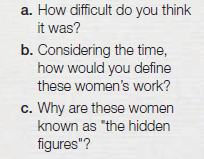 a. How difficult do you think
it was?
b. Considering the time,
how would you define
these women's work?
c. Why are these women
known as "the hidden
figures"?